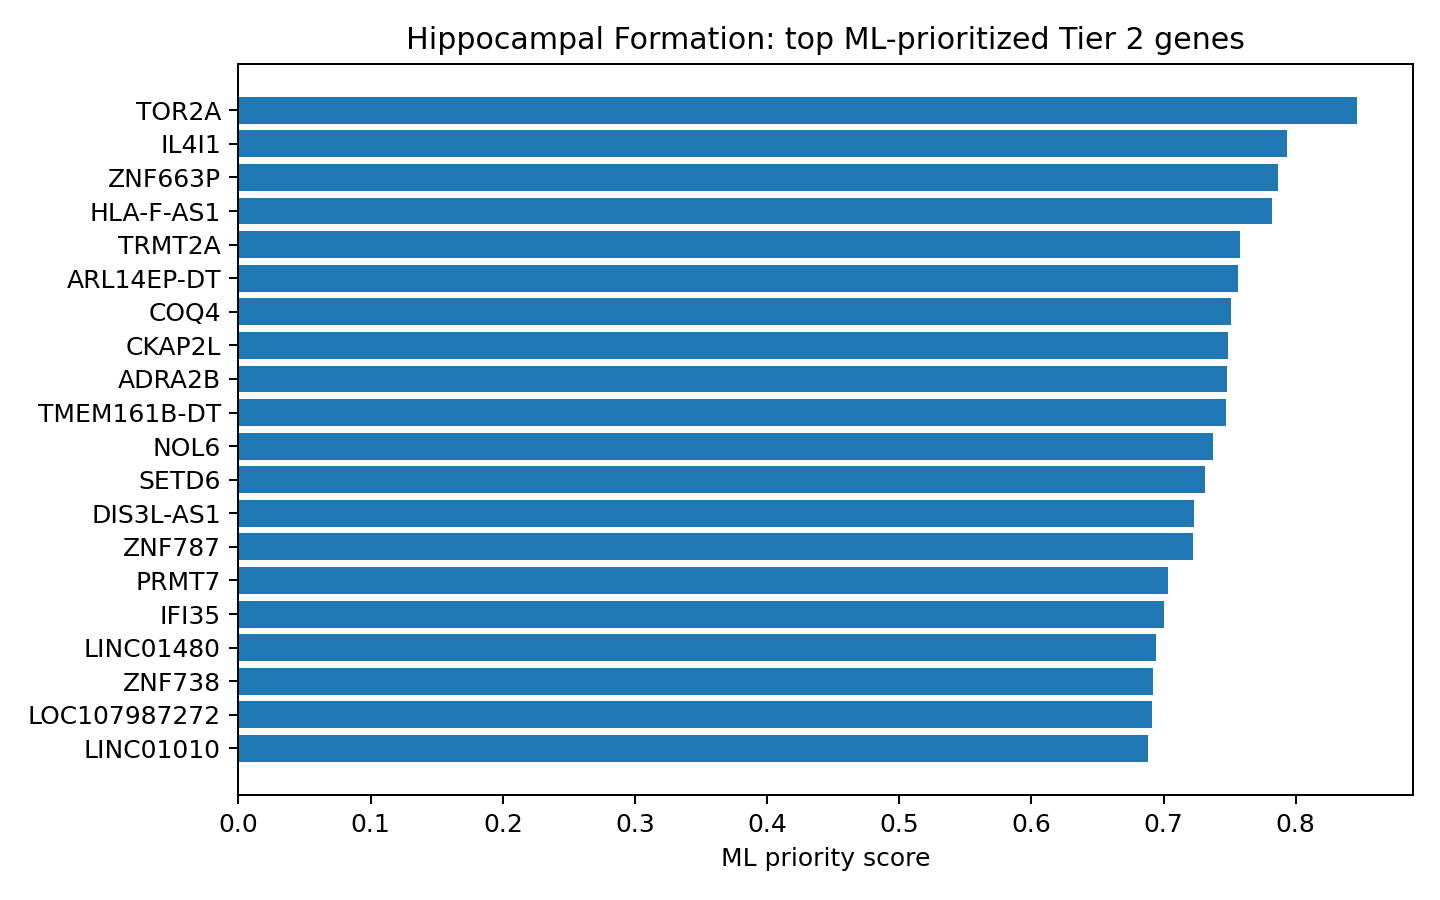 Hippocampal Formation: top ML-prioritized Tier 2 genes
TOR2A
IL4I1
ZNF663P
HLA-F-AS1
TRMT2A
ARL14EP-DT
COQ4
CKAP2L
ADRA2B
TMEM161B-DT
NOL6
SETD6
DIS3L-AS1
ZNF787
PRMT7
IFI35
LINC01480
ZNF738
LOC107987272
LINC01010
0.0 0.1 0.2 0.3 0.4 0.5 0.6 0.7 0.8
ML priority score